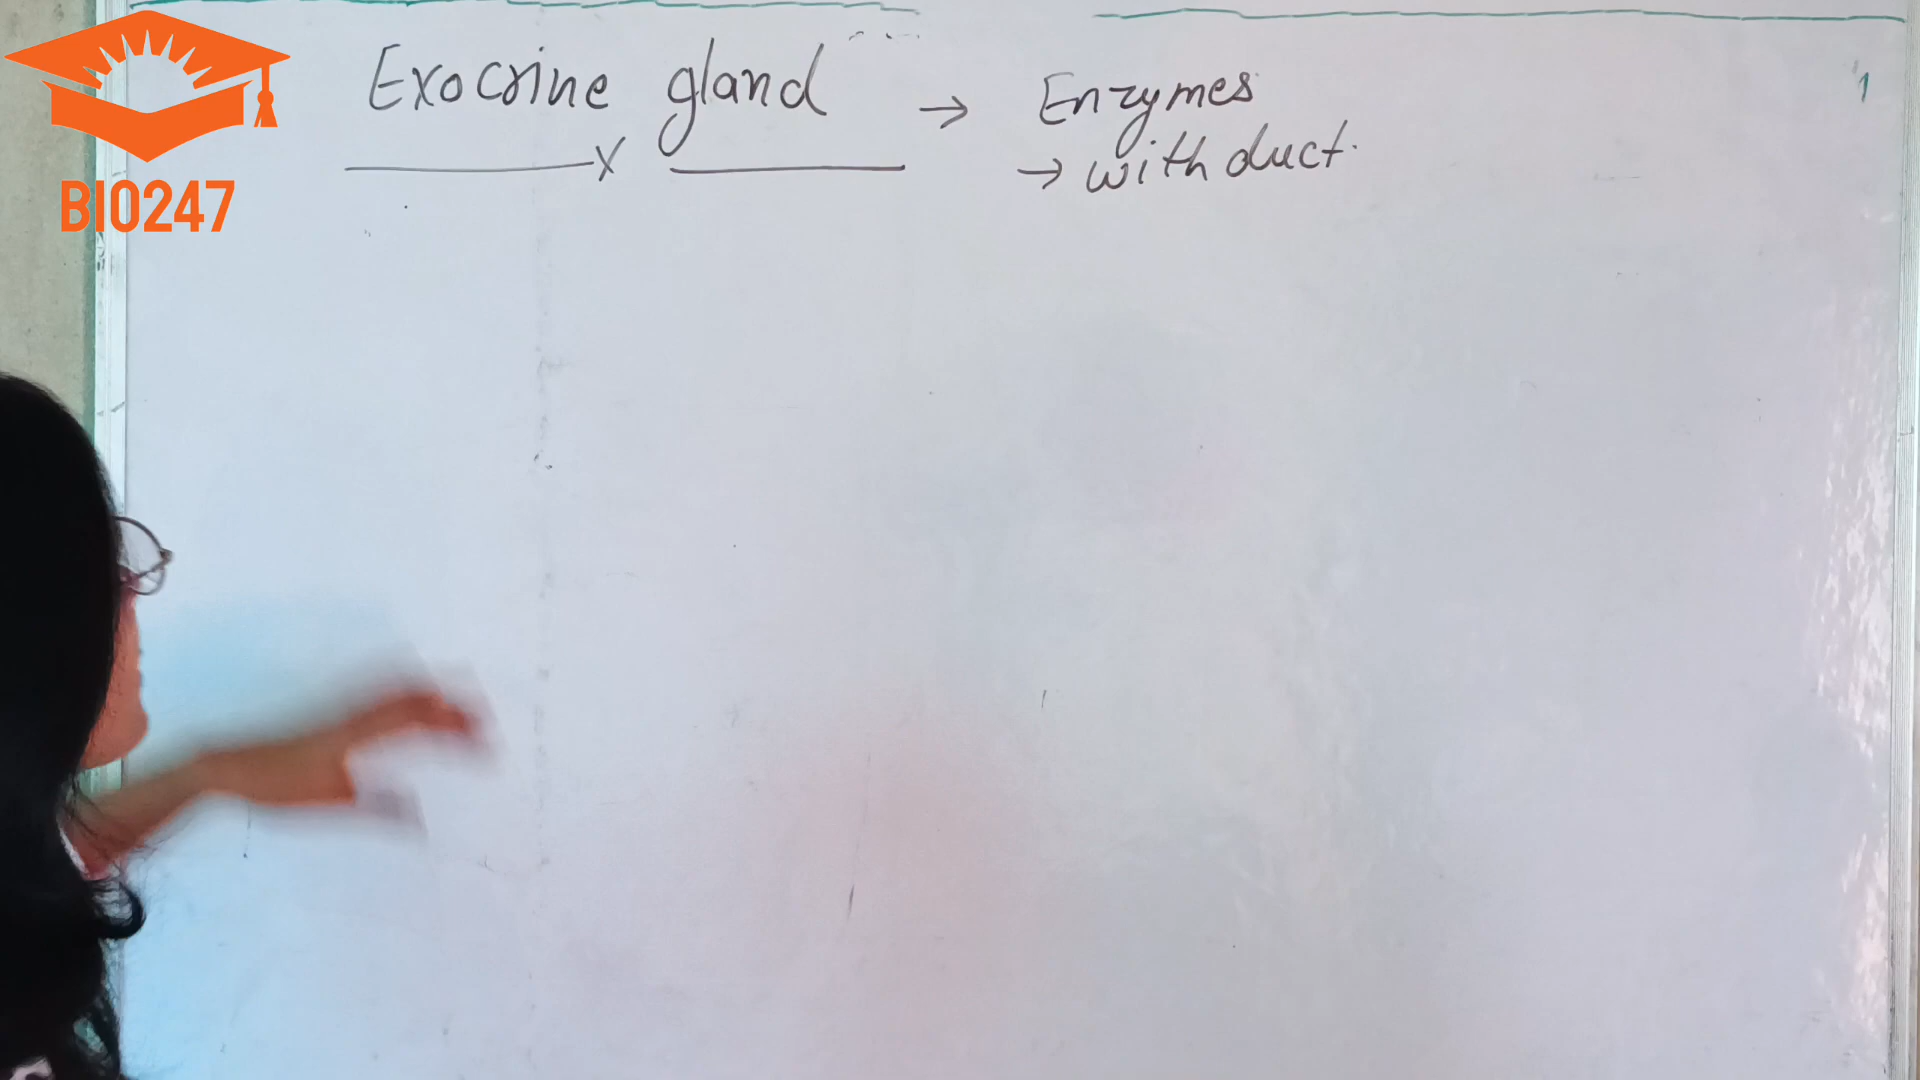 BIO247
Exocrine gland → Enzymes
→ with duct.
1